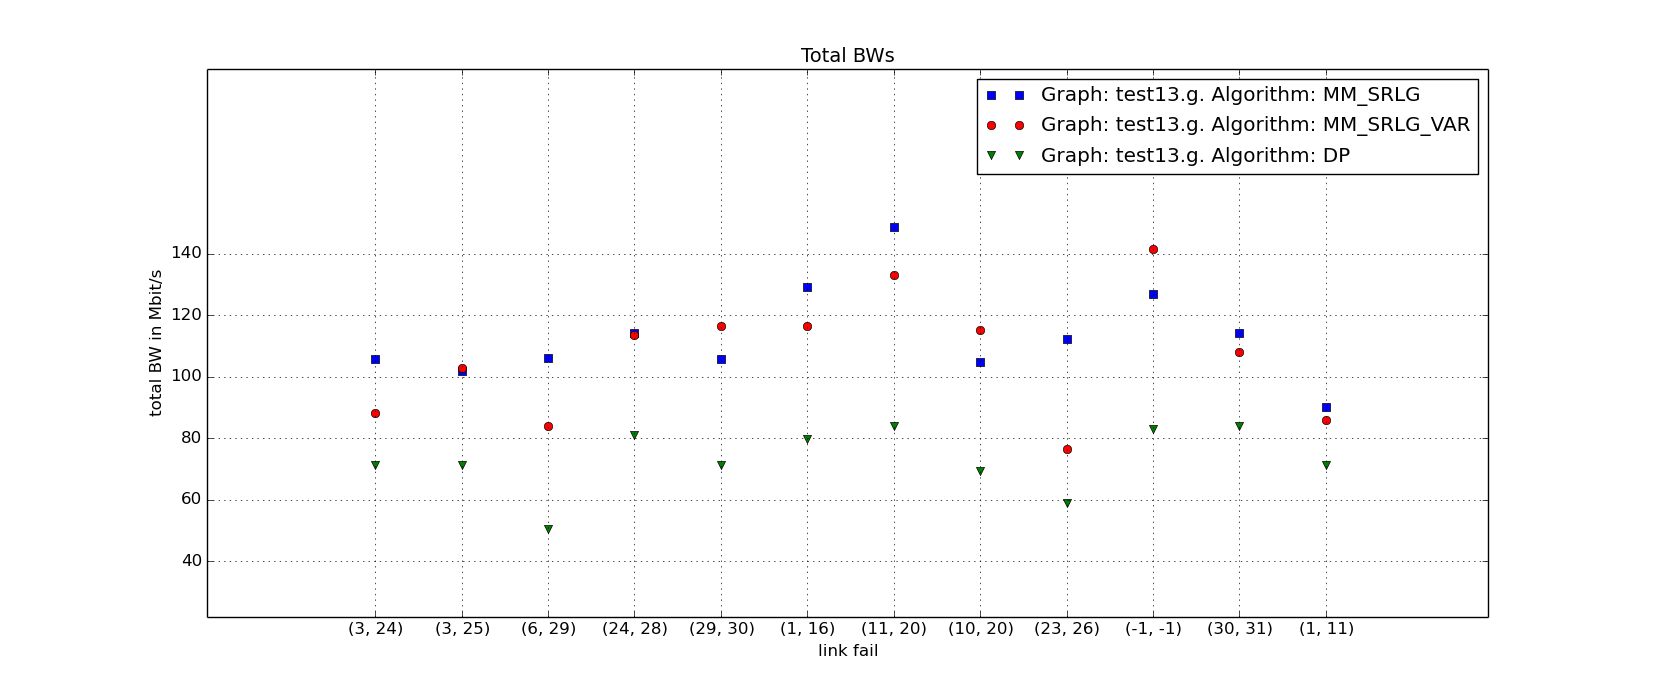 Total BWs
Graph: test13.g. Algorithm: MM_SRLG
Graph: test13.g. Algorithm: MM_SRLG_VAR
Graph: test13.g. Algorithm: DP
total BW in Mbit/s
140
120
100
80
60
40
(3, 24) (3, 25) (6, 29) (24, 28) (29, 30) (1, 16) (11, 20) (10, 20) (23, 26) (-1, -1) (30, 31) (1, 11)
link fail